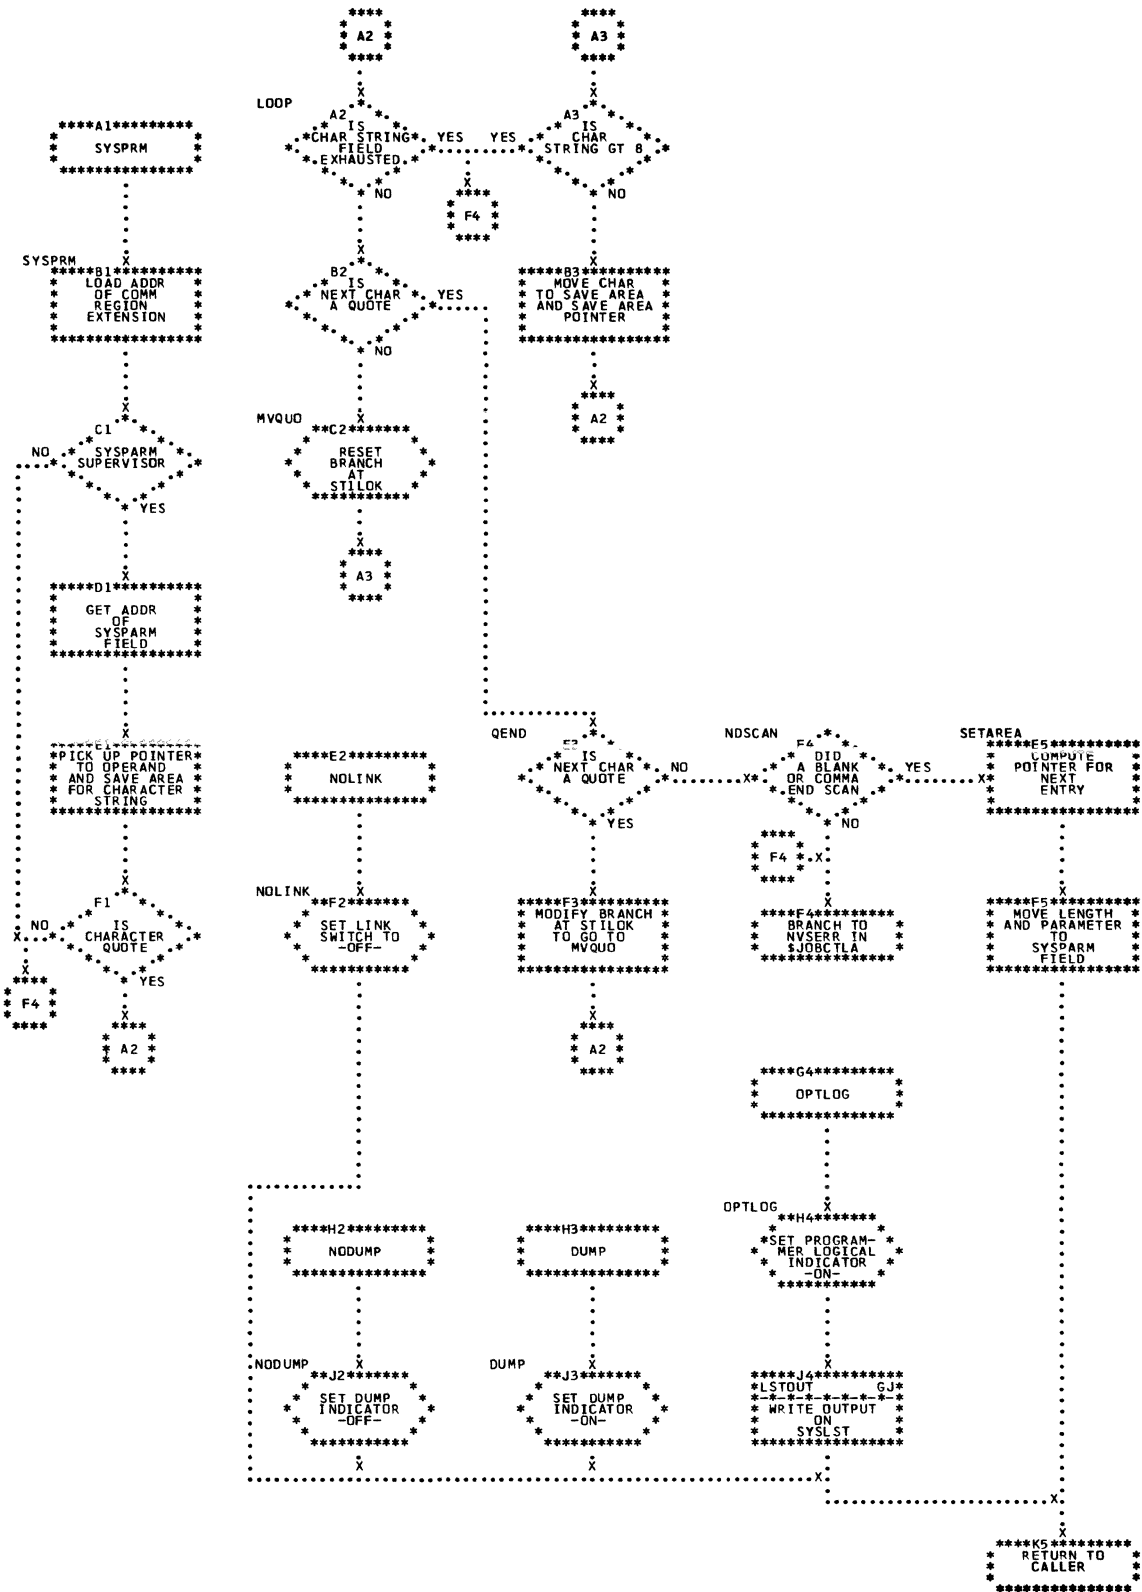 A2
A3
LOOP
A1
SYSPRM
A2
IS
CHAR STRING
FIELD
EXHAUSTED
YES
YES
A3
IS
CHAR
STRING GT 8
NO
NO
F4
SYSPRM
B1
LOAD ADDR
OF COMM
REGION
EXTENSION
B2
IS
NEXT CHAR
A QUOTE
YES
NO
B3
MOVE CHAR
TO SAVE AREA
AND SAVE AREA
POINTER
A2
C1
SYSPARM
SUPERVISOR
NO
YES
MVQUO
C2
RESET
BRANCH
AT
STILOK
A3
D1
GET ADDR
OF
SYSPARM
FIELD
E1
PICK UP POINTER
TO OPERAND
AND SAVE AREA
FOR CHARACTER
STRING
E2
NOLINK
QEND
E3
IS
NEXT CHAR
A QUOTE
NO
YES
NDSCAN
E4
DID
A BLANK
OR COMMA
END SCAN
YES
NO
SETAREA
E5
COMPUTE
POINTER FOR
NEXT
ENTRY
F4
F1
IS
CHARACTER
QUOTE
NO
YES
F4
A2
NOLINK
F2
SET LINK
SWITCH TO
-OFF-
F3
MODIFY BRANCH
AT STILOK
TO GO TO
MVQUO
A2
F4
BRANCH TO
NVSERR IN
$JOBCTLA
F5
MOVE LENGTH
AND PARAMETER
TO
SYSPARM
FIELD
G4
OPTLOG
H2
NODUMP
H3
DUMP
OPTLOG
H4
SET PROGRAM-
MER LOGICAL
INDICATOR
-ON-
NODUMP
J2
SET DUMP
INDICATOR
-OFF-
DUMP
J3
SET DUMP
INDICATOR
-ON-
J4
LSTOUT GJ
WRITE OUTPUT
ON
SYSLST
K5
RETURN TO
CALLER